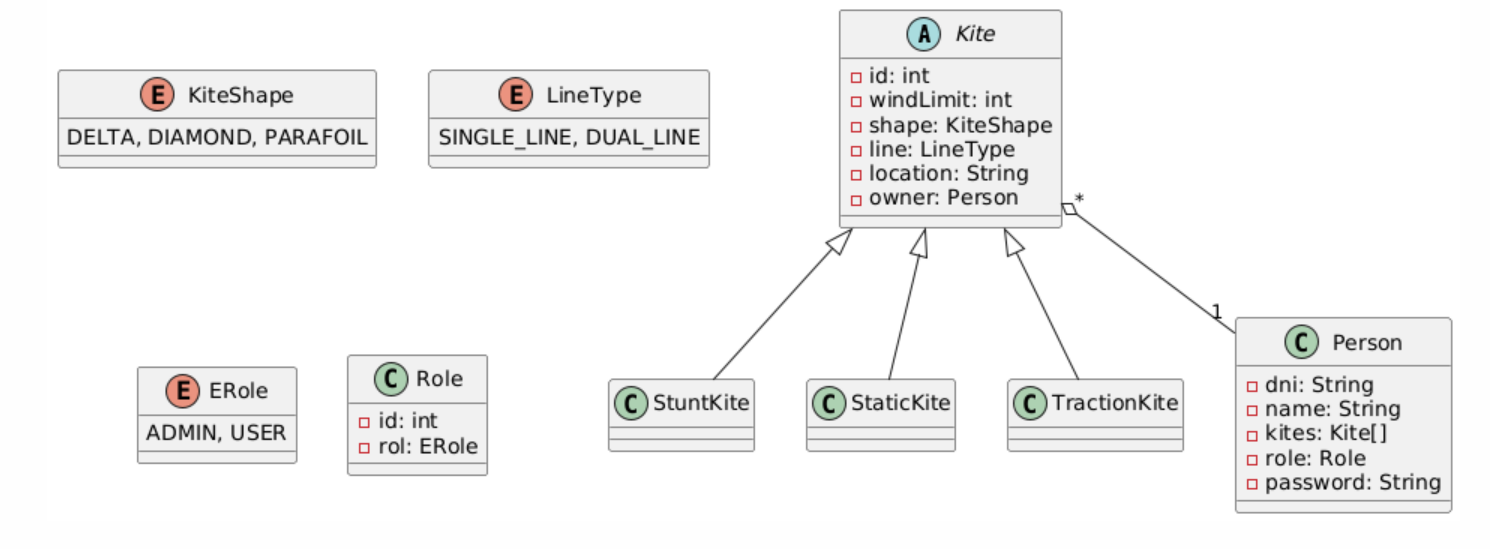 E KiteShape
DELTA, DIAMOND, PARAFOIL
E LineType
SINGLE_LINE, DUAL_LINE
A Kite
id: int
windLimit: int
shape: KiteShape
line: LineType
location: String
owner: Person
*
1
E ERole
ADMIN, USER
C Role
id: int
rol: ERole
C StuntKite
C StaticKite
C TractionKite
C Person
dni: String
name: String
kites: Kite[]
role: Role
password: String